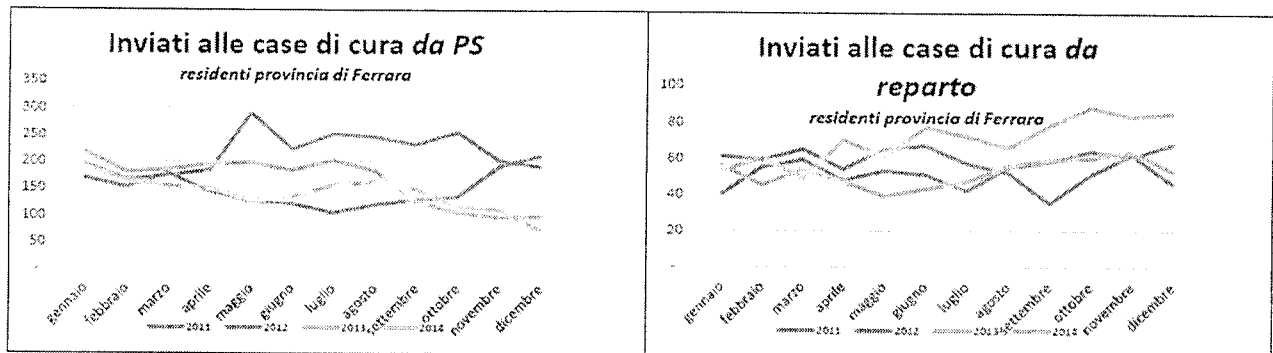 Inviati alle case di cura da PS
residenti provincia di Ferrara
350
300
250
200
150
100
50
-
gennaio
febbraio
marzo
aprile
maggio
giugno
luglio
agosto
settembre
ottobre
novembre
dicembre
2011
2012
2013
2014
Inviati alle case di cura da
reparto
residenti provincia di Ferrara
100
80
60
40
20
-
gennaio
febbraio
marzo
aprile
maggio
giugno
luglio
agosto
settembre
ottobre
novembre
dicembre
2011
2012
2013
2014